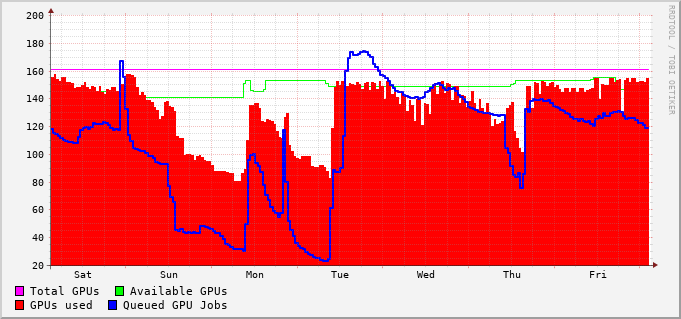 200
180
160
140
120
100
80
60
40
20
Sat Sun Mon Tue Wed Thu Fri
Total GPUs Available GPUs
GPUs used Queued GPU Jobs
RRDTOOL / TOBI OETIKER